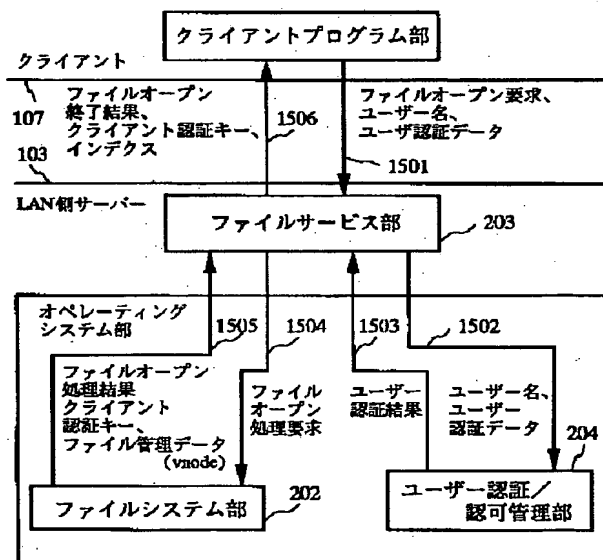 クライアントプログラム部
クライアント
107
ファイルオープン
終了結果、
クライアント認証キー、
インデクス
1506
ファイルオープン要求、
ユーザー名、
ユーザ認証データ
1501
103
LAN側サーバー
ファイルサービス部
203
オペレーティング
システム部
1505
1504
1503
1502
ファイルオープン
処理結果
クライアント
認証キー、
ファイル管理データ
(vnode)
ファイル
オープン
処理要求
ユーザー
認証結果
ユーザー名、
ユーザー
認証データ
204
ファイルシステム部
202
ユーザー認証/
認可管理部